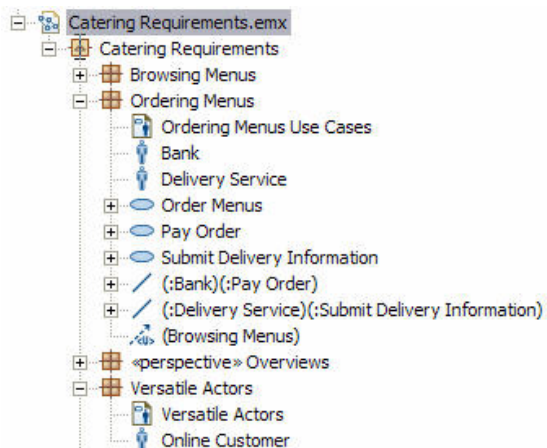 Catering Requirements.emx
Catering Requirements
Browsing Menus
Ordering Menus
Ordering Menus Use Cases
Bank
Delivery Service
Order Menus
Pay Order
Submit Delivery Information
(:Bank)(:Pay Order)
(:Delivery Service)(:Submit Delivery Information)
(Browsing Menus)
«perspective» Overviews
Versatile Actors
Versatile Actors
Online Customer